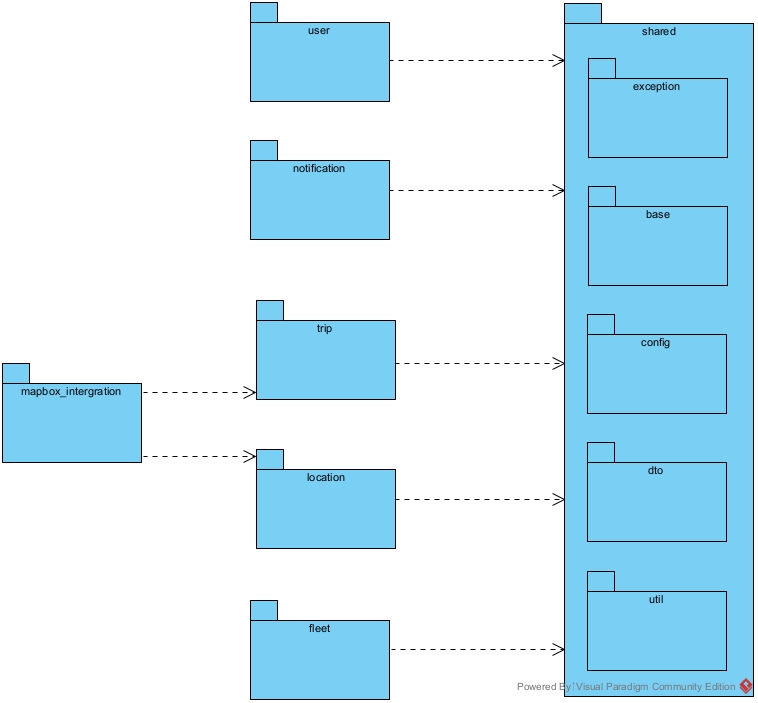 user
shared
exception
notification
base
trip
config
mapbox_intergration
location
dto
fleet
util
Powered By Visual Paradigm Community Edition